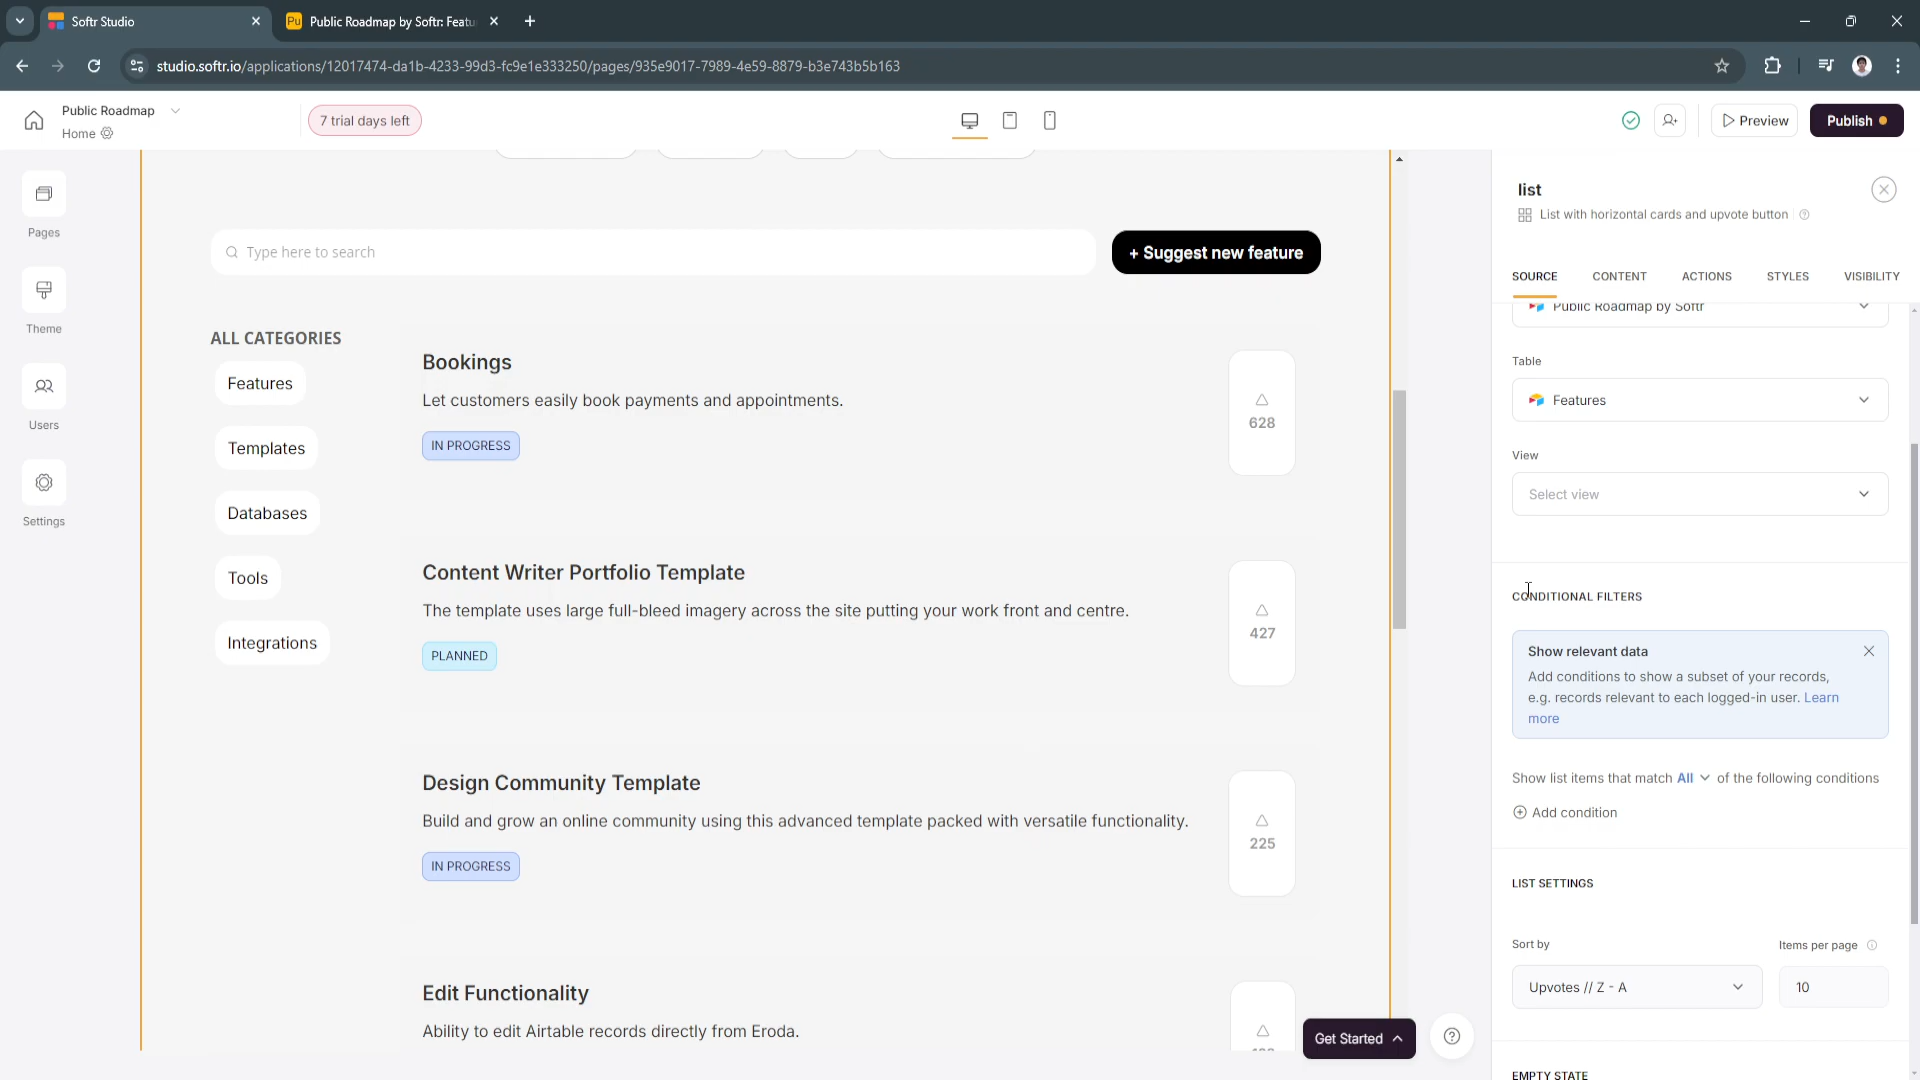 Softr Studio
Public Roadmap by Softr: Featu
studio.softr.io/applications/12017474-da1b-4233-99d3-fc9e1e333250/pages/935e9017-7989-4e59-8879-b3e743b5b163
Public Roadmap
Home
7 trial days left
Preview
Publish
Pages
Theme
Users
Settings
Type here to search
+ Suggest new feature
ALL CATEGORIES
Features
Templates
Databases
Tools
Integrations
Bookings
Let customers easily book payments and appointments.
IN PROGRESS
628
Content Writer Portfolio Template
The template uses large full-bleed imagery across the site putting your work front and centre.
PLANNED
427
Design Community Template
Build and grow an online community using this advanced template packed with versatile functionality.
IN PROGRESS
225
Edit Functionality
Ability to edit Airtable records directly from Eroda.
Get Started
list
List with horizontal cards and upvote button
SOURCE CONTENT ACTIONS STYLES VISIBILITY
Public Roadmap by Softr
Table
Features
View
Select view
CONDITIONAL FILTERS
Show relevant data
Add conditions to show a subset of your records,
e.g. records relevant to each logged-in user. Learn
more
Show list items that match All of the following conditions
Add condition
LIST SETTINGS
Sort by
Items per page
Upvotes // Z - A
10
EMPTY STATE